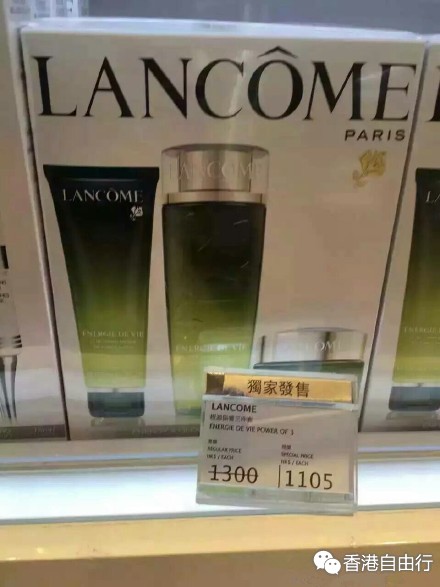 LANCÔME
PARIS
LANCÔME
ENERGIE DE VIE
ENERGIE DE VIE
獨家發售
LANCOME
ENERGIE DE VIE POWER OF 3
REGULAR PRICE
HK$ / EACH
1300
SPECIAL PRICE
HK$ / EACH
1105
香港自由行